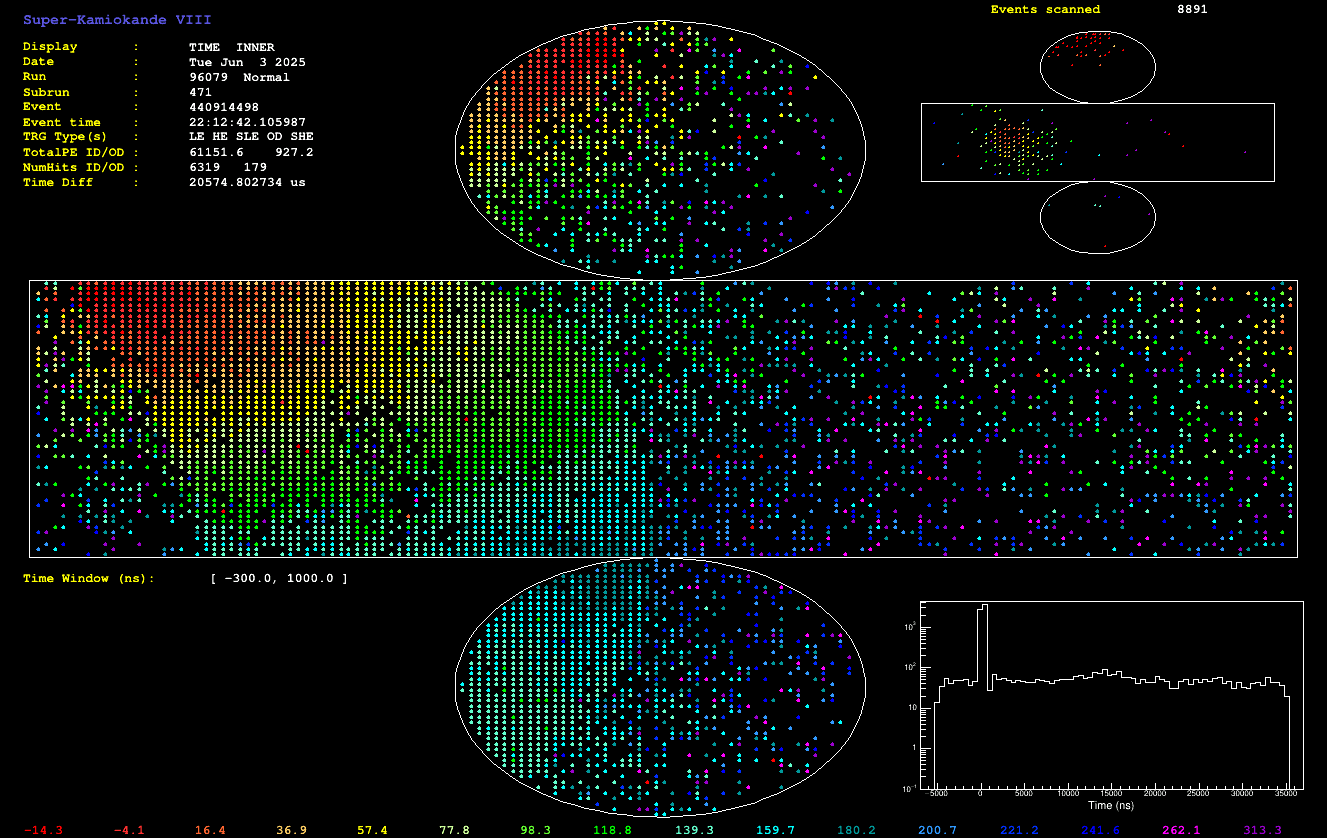 Super-Kamiokande VIII
Display : TIME INNER
Date : Tue Jun 3 2025
Run : 96079 Normal
Subrun : 471
Event : 440914498
Event time : 22:12:42.105987
TRG Type(s) : LE HE SLE OD SHE
TotalPE ID/OD : 61151.6 927.2
NumHits ID/OD : 6319 179
Time Diff : 20574.802734 us
Events scanned 8891
Time Window (ns): [ -300.0, 1000.0 ]
10³
10²
10
1
10⁻¹
-5000 0 5000 10000 15000 20000 25000 30000 35000
Time (ns)
-14.3 -4.1 16.4 36.9 57.4 77.8 98.3 118.8 139.3 159.7 180.2 200.7 221.2 241.6 262.1 313.3